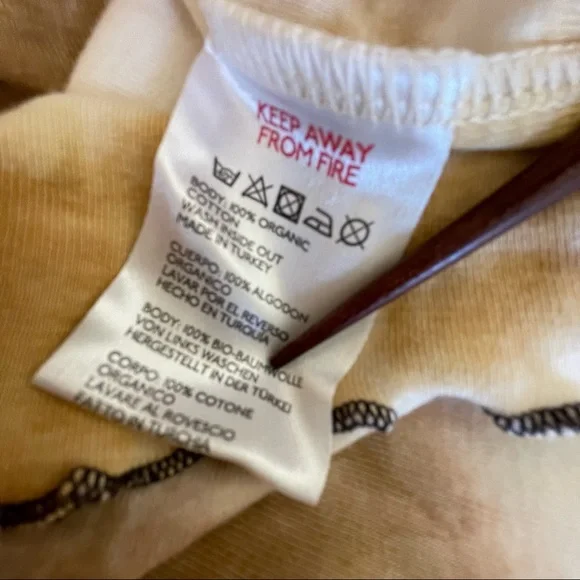 KEEP AWAY
FROM FIRE
BODY: 100% ORGANIC
COTTON
WASH INSIDE OUT
MADE IN TURKEY
CUERPO: 100% ALGODON
ORGANICO
LAVAR POR EL REVERSO
HECHO EN TURQUIA
BODY: 100% BIO-BAUMWOLLE
VON LINKS WASCHEN
HERGESTELLT IN DER TÜRKEI
CORPO: 100% COTONE
ORGANICO
LAVARE AL ROVESCIO
FATTO IN TURCHIA